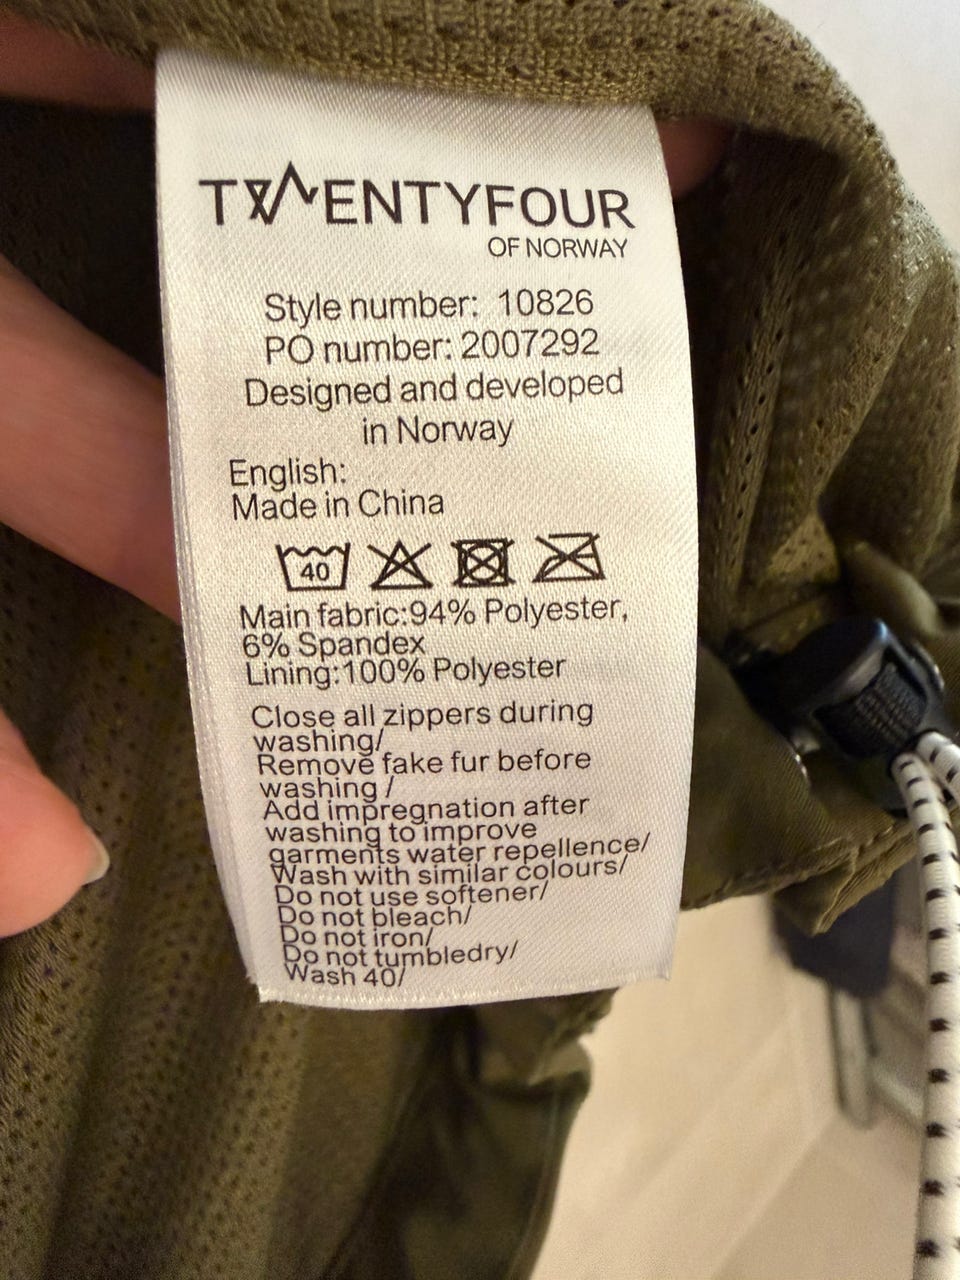 TWENTYFOUR
OF NORWAY
Style number: 10826
PO number: 2007292
Designed and developed
in Norway
English:
Made in China
40
Main fabric:94% Polyester,
6% Spandex
Lining:100% Polyester
Close all zippers during
washing/
Remove fake fur before
washing /
Add impregnation after
washing to improve
garments water repellence/
Wash with similar colours/
Do not use softener/
Do not bleach/
Do not iron/
Do not tumbledry/
Wash 40/